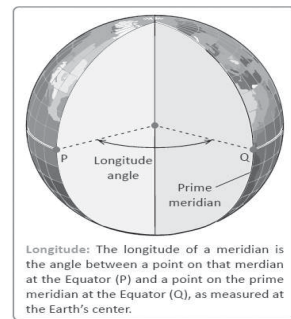 P
Q
Longitude
angle
Prime
meridian
Longitude: The longitude of a meridian is
the angle between a point on that merdian
at the Equator (P) and a point on the prime
meridian at the Equator (Q), as measured at
the Earth's center.